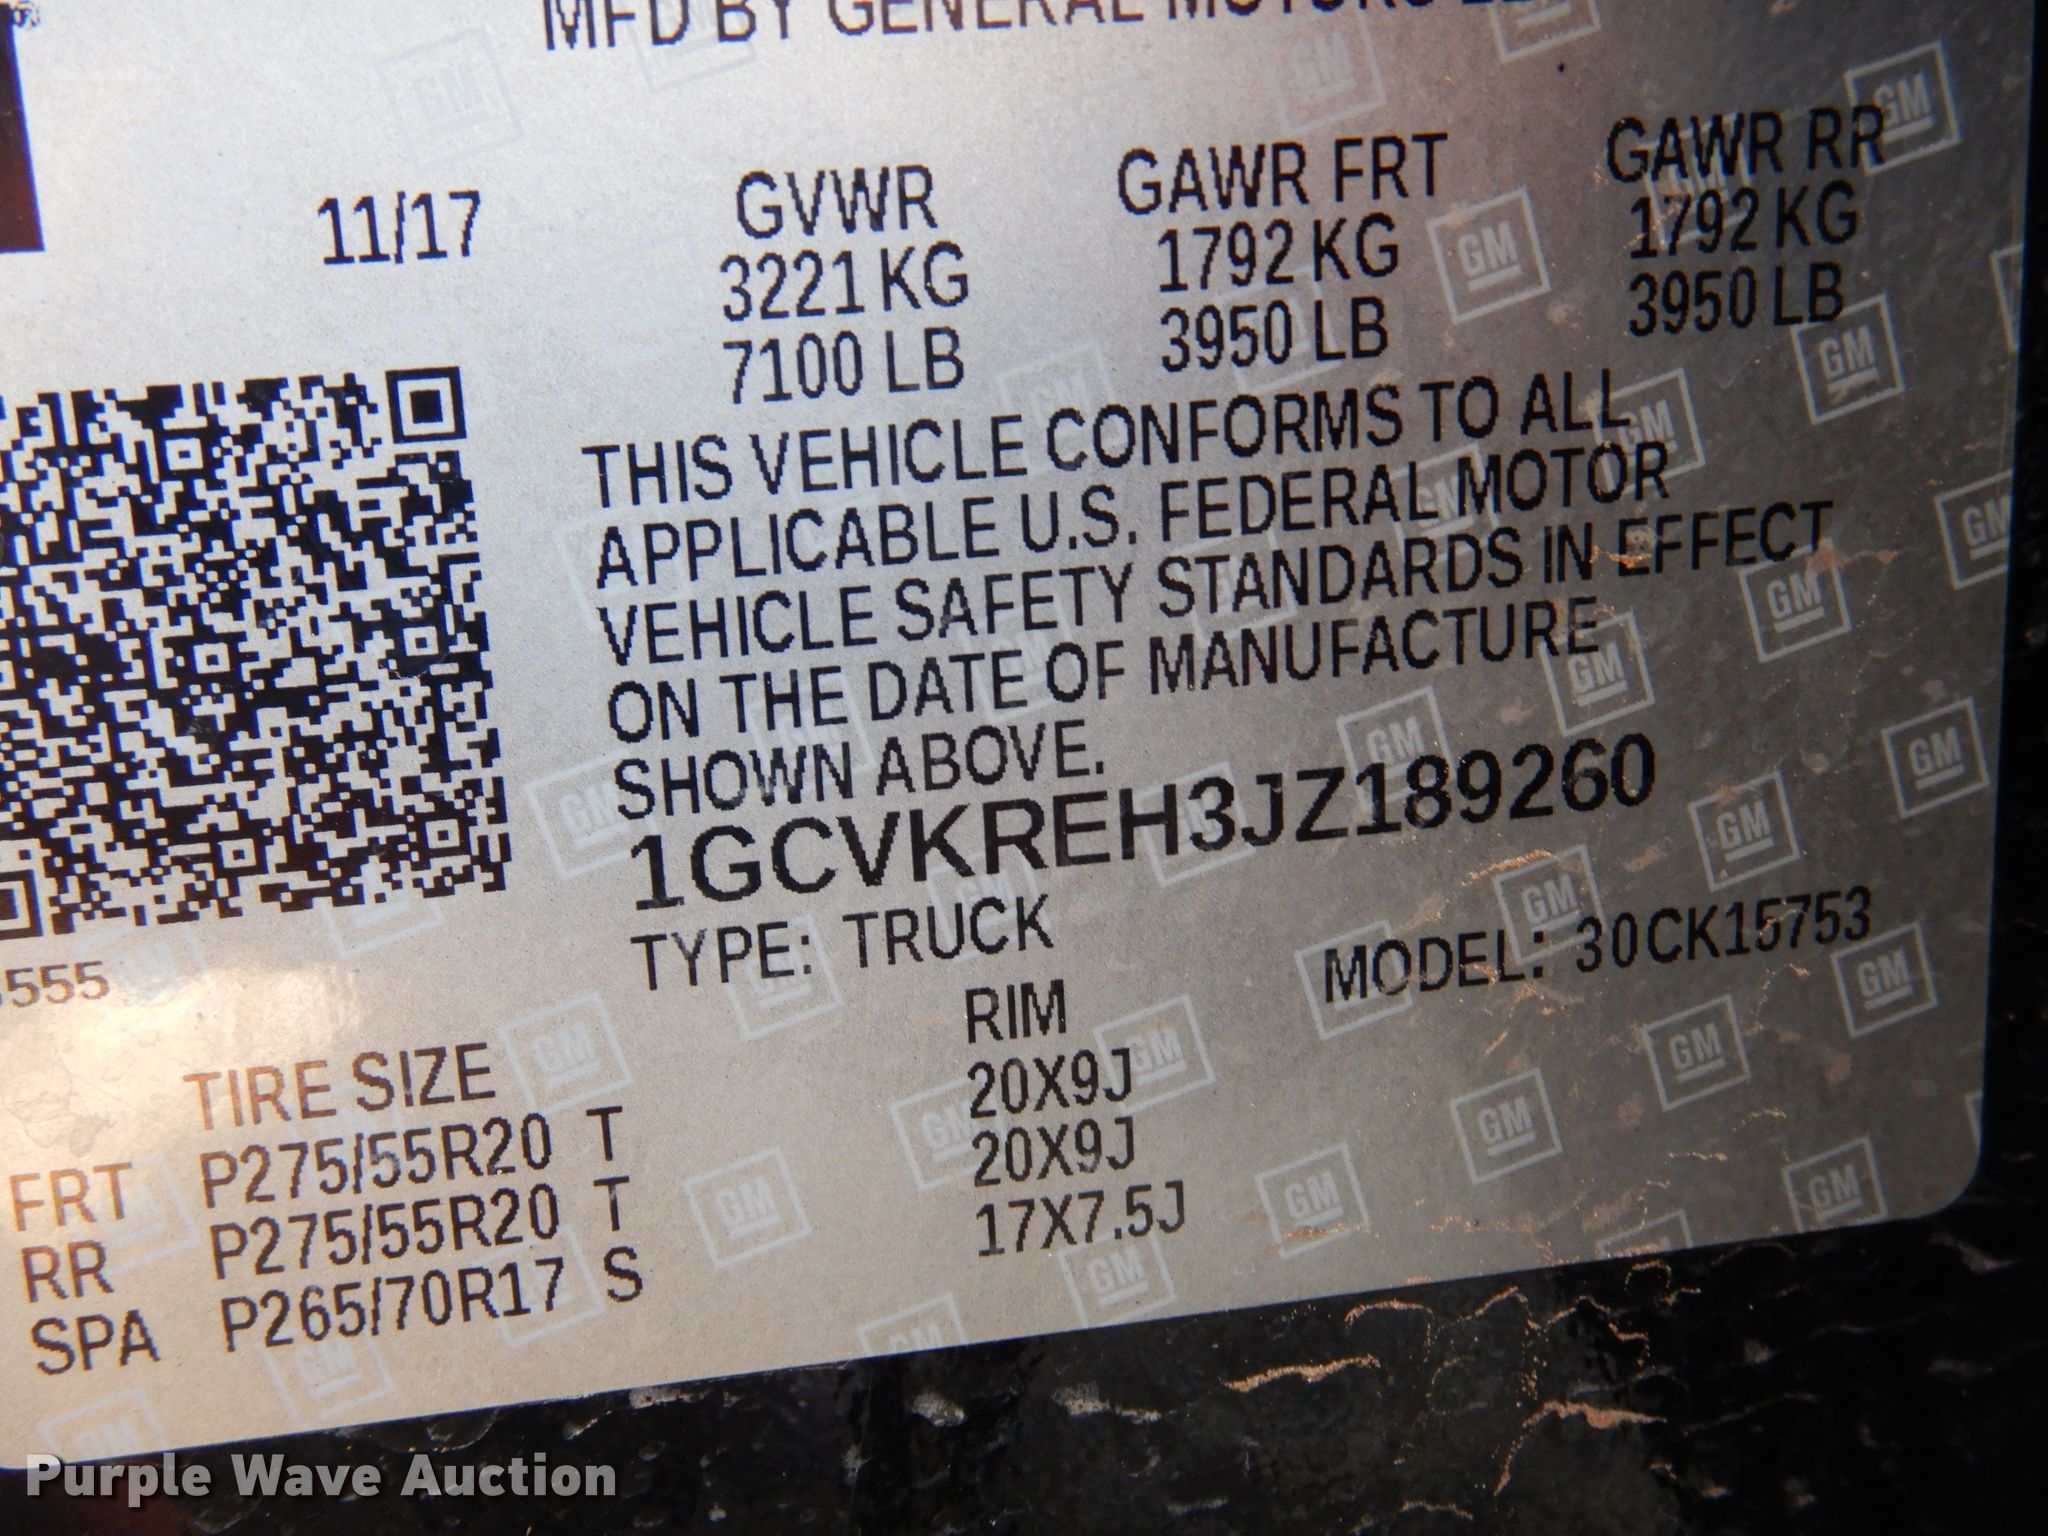 MFD BY GENERAL MOTORS
11/17
GVWR GAWR FRT GAWR RR
3221 KG 1792 KG 1792 KG
7100 LB 3950 LB 3950 LB
THIS VEHICLE CONFORMS TO ALL
APPLICABLE U.S. FEDERAL MOTOR
VEHICLE SAFETY STANDARDS IN EFFECT
ON THE DATE OF MANUFACTURE
SHOWN ABOVE.
1GCVKREH3JZ189260
TYPE: TRUCK MODEL: 30CK15753
555
TIRE SIZE RIM
FRT P275/55R20 T 20X9J
RR P275/55R20 T 20X9J
SPA P265/70R17 S 17X7.5J
GM
Purple Wave Auction